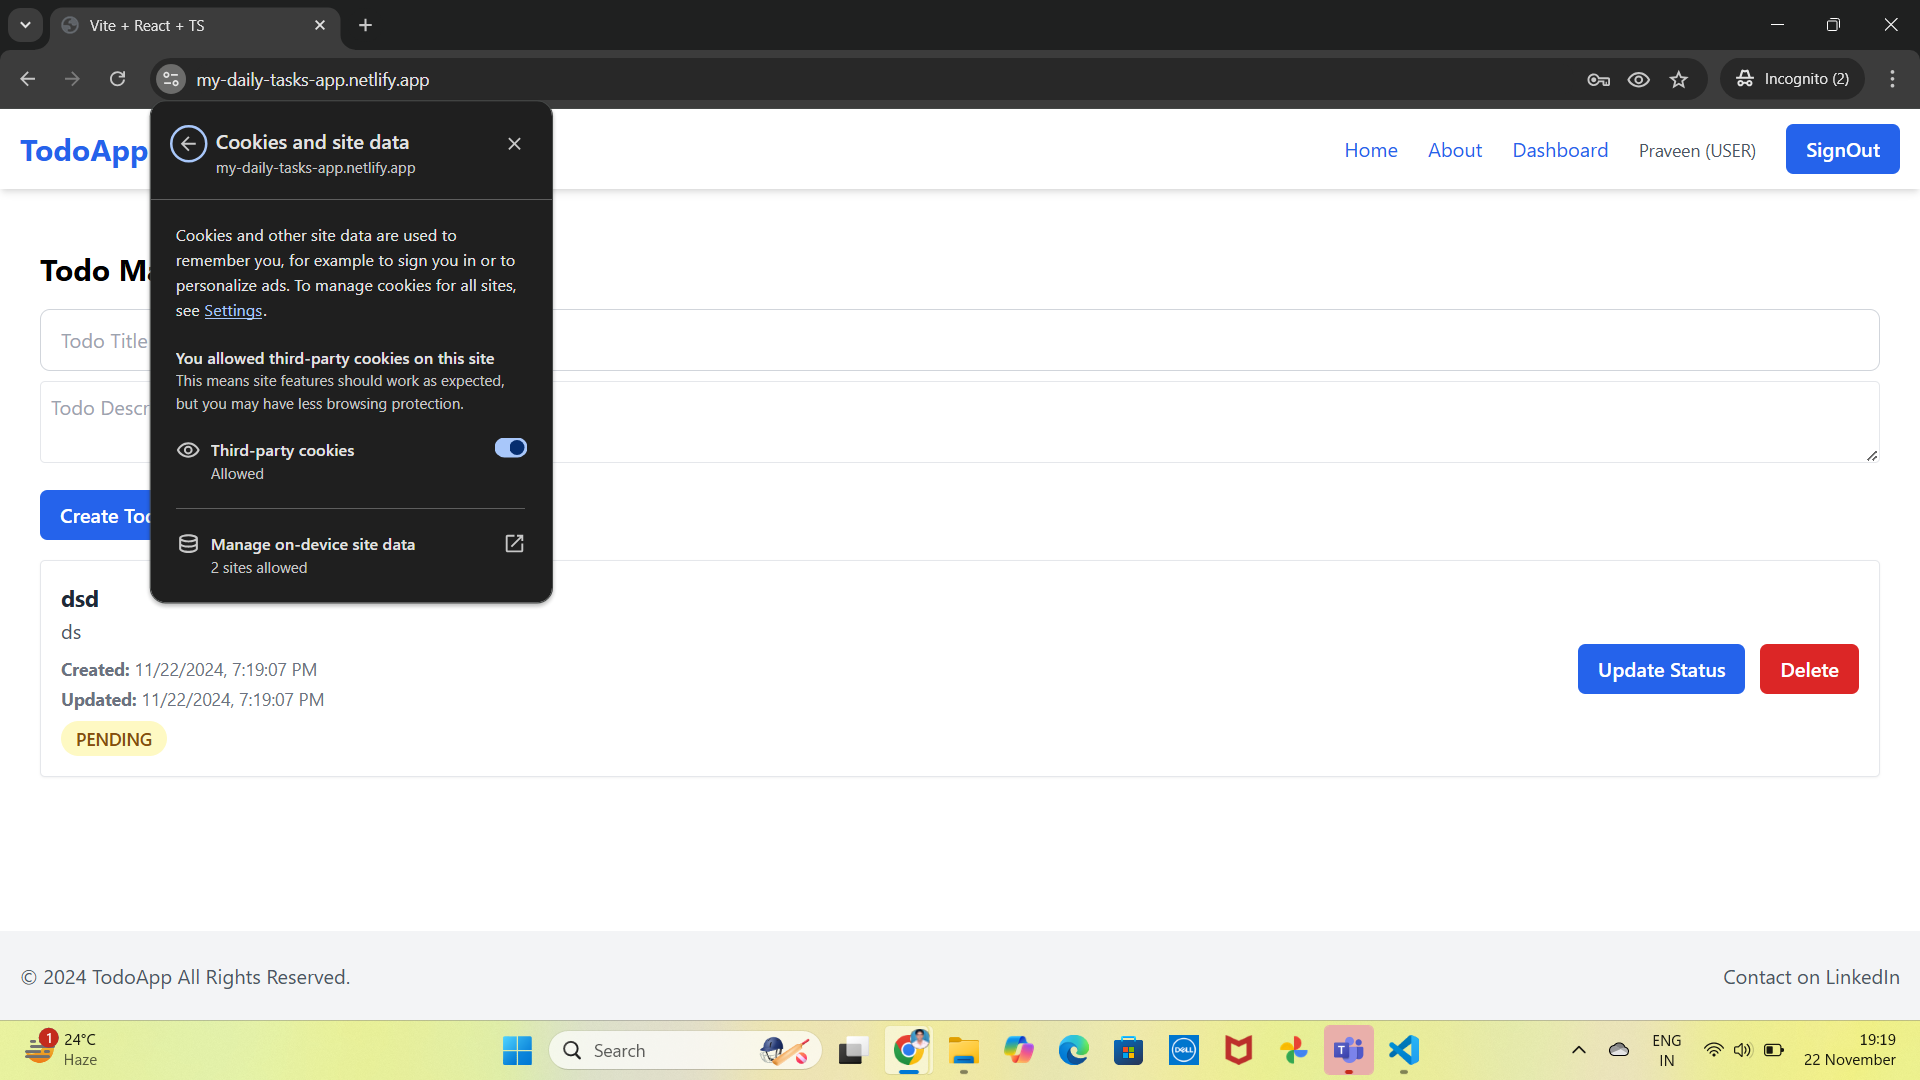 Vite + React + TS
my-daily-tasks-app.netlify.app
Incognito (2)
TodoApp
Home
About
Dashboard
Praveen (USER)
SignOut
Cookies and site data
my-daily-tasks-app.netlify.app
Cookies and other site data are used to
remember you, for example to sign you in or to
personalize ads. To manage cookies for all sites,
see Settings.
You allowed third-party cookies on this site
This means site features should work as expected,
but you may have less browsing protection.
Third-party cookies
Allowed
Manage on-device site data
2 sites allowed
Todo Ma
Todo Title
Todo Descr
Create Tod
dsd
ds
Created: 11/22/2024, 7:19:07 PM
Updated: 11/22/2024, 7:19:07 PM
PENDING
Update Status
Delete
© 2024 TodoApp All Rights Reserved.
Contact on LinkedIn
1
24°C
Haze
Search
DELL
T
ENG
IN
19:19
22 November